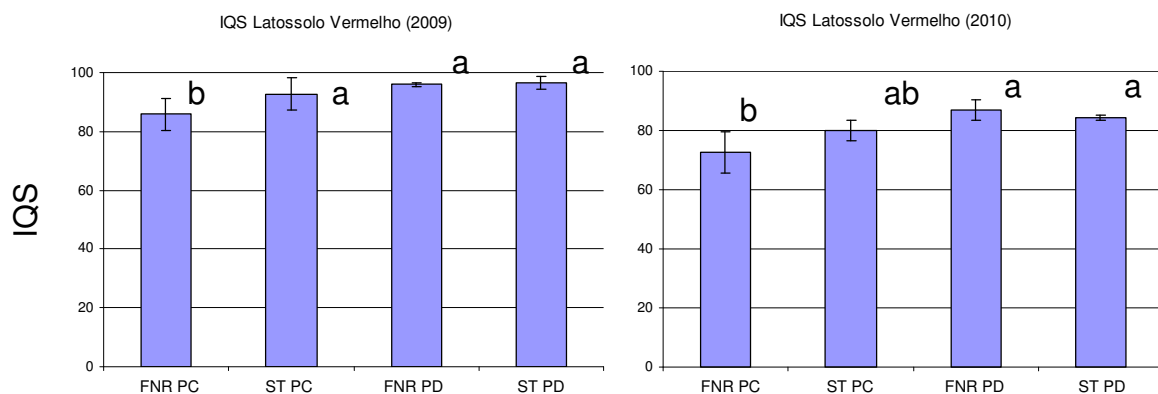 IQS Latossolo Vermelho (2009)
IQS
100
80
60
40
20
0
b
a
a
a
FNR PC
ST PC
FNR PD
ST PD
IQS Latossolo Vermelho (2010)
100
80
60
40
20
0
b
ab
a
a
FNR PC
ST PC
FNR PD
ST PD